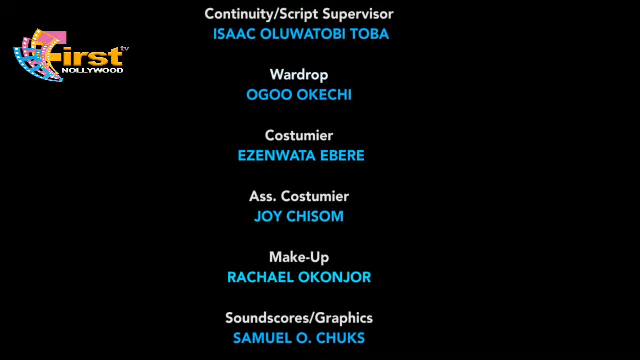 Continuity/Script Supervisor
ISAAC OLUWATOBI TOBA
First tv
NOLLYWOOD
Wardrop
OGOO OKECHI
Costumier
EZENWATA EBERE
Ass. Costumier
JOY CHISOM
Make-Up
RACHAEL OKONJOR
Soundscores/Graphics
SAMUEL O. CHUKS